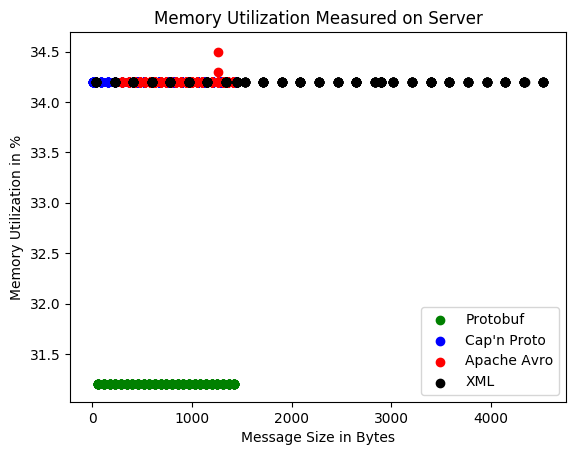 Memory Utilization Measured on Server
Memory Utilization in %
34.5
34.0
33.5
33.0
32.5
32.0
31.5
0
1000
2000
3000
4000
Message Size in Bytes
Protobuf
Cap'n Proto
Apache Avro
XML